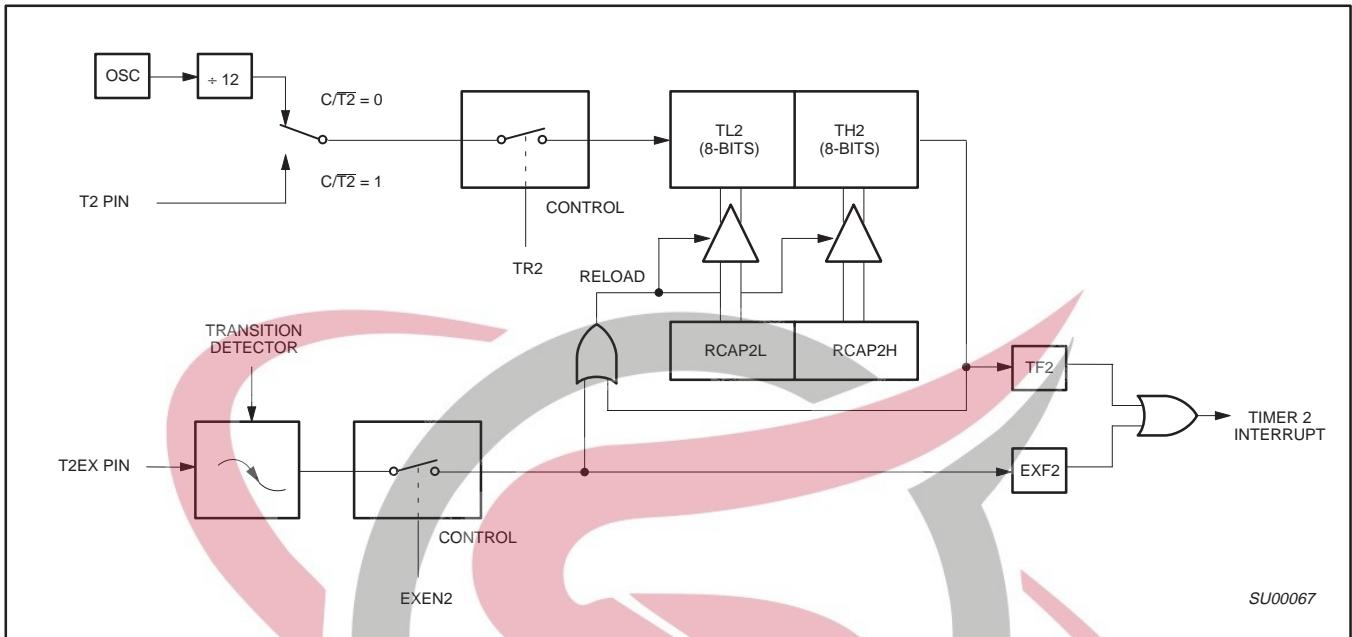 OSC
÷ 12
C/T2̅ = 0
C/T2̅ = 1
T2 PIN
CONTROL
TR2
TL2
(8-BITS)
TH2
(8-BITS)
RELOAD
RCAP2L
RCAP2H
TRANSITION
DETECTOR
T2EX PIN
CONTROL
EXEN2
TF2
EXF2
TIMER 2
INTERRUPT
SU00067